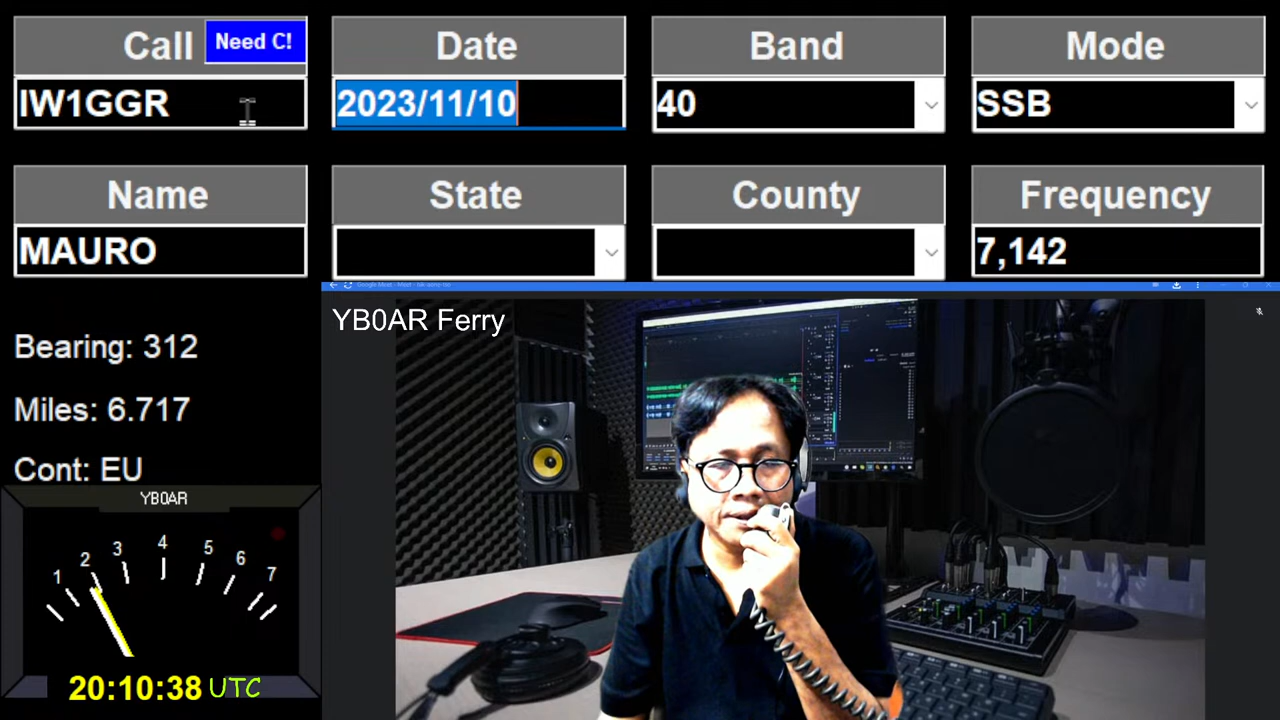 Call Need C!
Date
Band
Mode
IW1GGR
2023/11/10
40
SSB
Name
State
County
Frequency
MAURO
7,142
YB0AR Ferry
Bearing: 312
Miles: 6.717
Cont: EU
YB0AR
1 2 3 4 5 6 7
20:10:38 UTC